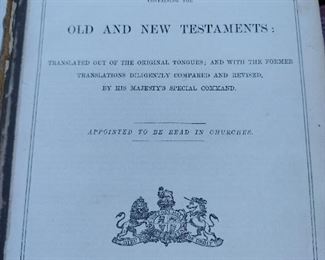 CONTAINING THE
OLD AND NEW TESTAMENTS:
TRANSLATED OUT OF THE ORIGINAL TONGUES; AND WITH THE FORMER
TRANSLATIONS DILIGENTLY COMPARED AND REVISED,
BY HIS MAJESTY'S SPECIAL COMMAND.
APPOINTED TO BE READ IN CHURCHES.